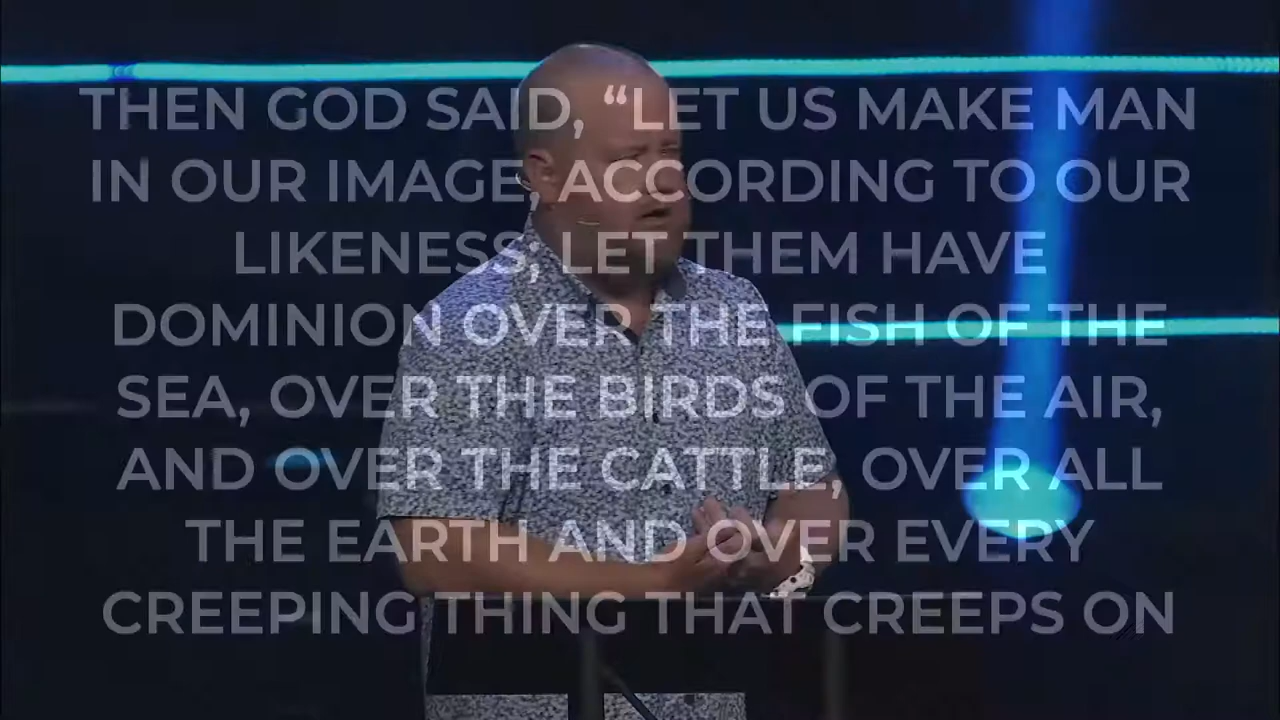 THEN GOD SAID, “LET US MAKE MAN
IN OUR IMAGE, ACCORDING TO OUR
LIKENESS; LET THEM HAVE
DOMINION OVER THE FISH OF THE
SEA, OVER THE BIRDS OF THE AIR,
AND OVER THE CATTLE, OVER ALL
THE EARTH AND OVER EVERY
CREEPING THING THAT CREEPS ON